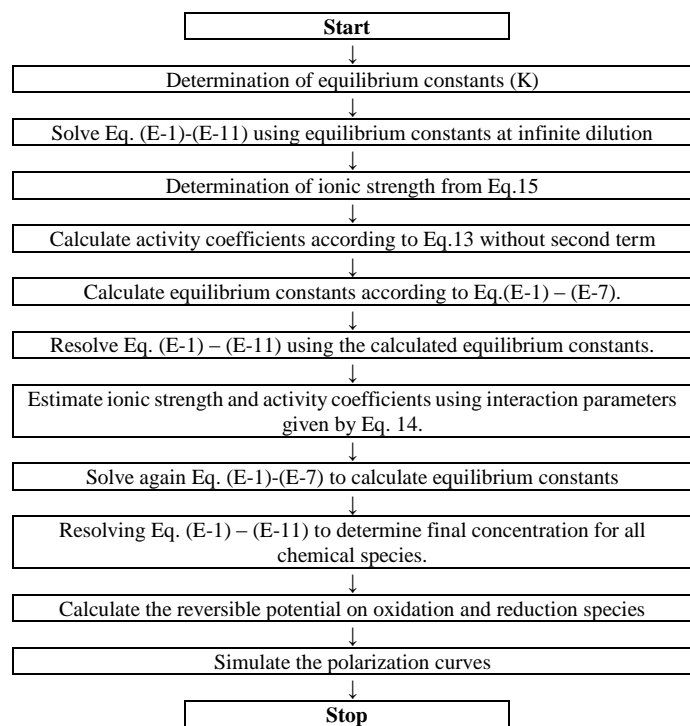 Start
↓
Determination of equilibrium constants (K)
↓
Solve Eq. (E-1)-(E-11) using equilibrium constants at infinite dilution
↓
Determination of ionic strength from Eq.15
↓
Calculate activity coefficients according to Eq.13 without second term
↓
Calculate equilibrium constants according to Eq.(E-1) – (E-7).
↓
Resolve Eq. (E-1) – (E-11) using the calculated equilibrium constants.
↓
Estimate ionic strength and activity coefficients using interaction parameters
given by Eq. 14.
↓
Solve again Eq. (E-1)-(E-7) to calculate equilibrium constants
↓
Resolving Eq. (E-1) – (E-11) to determine final concentration for all
chemical species.
↓
Calculate the reversible potential on oxidation and reduction species
↓
Simulate the polarization curves
↓
Stop